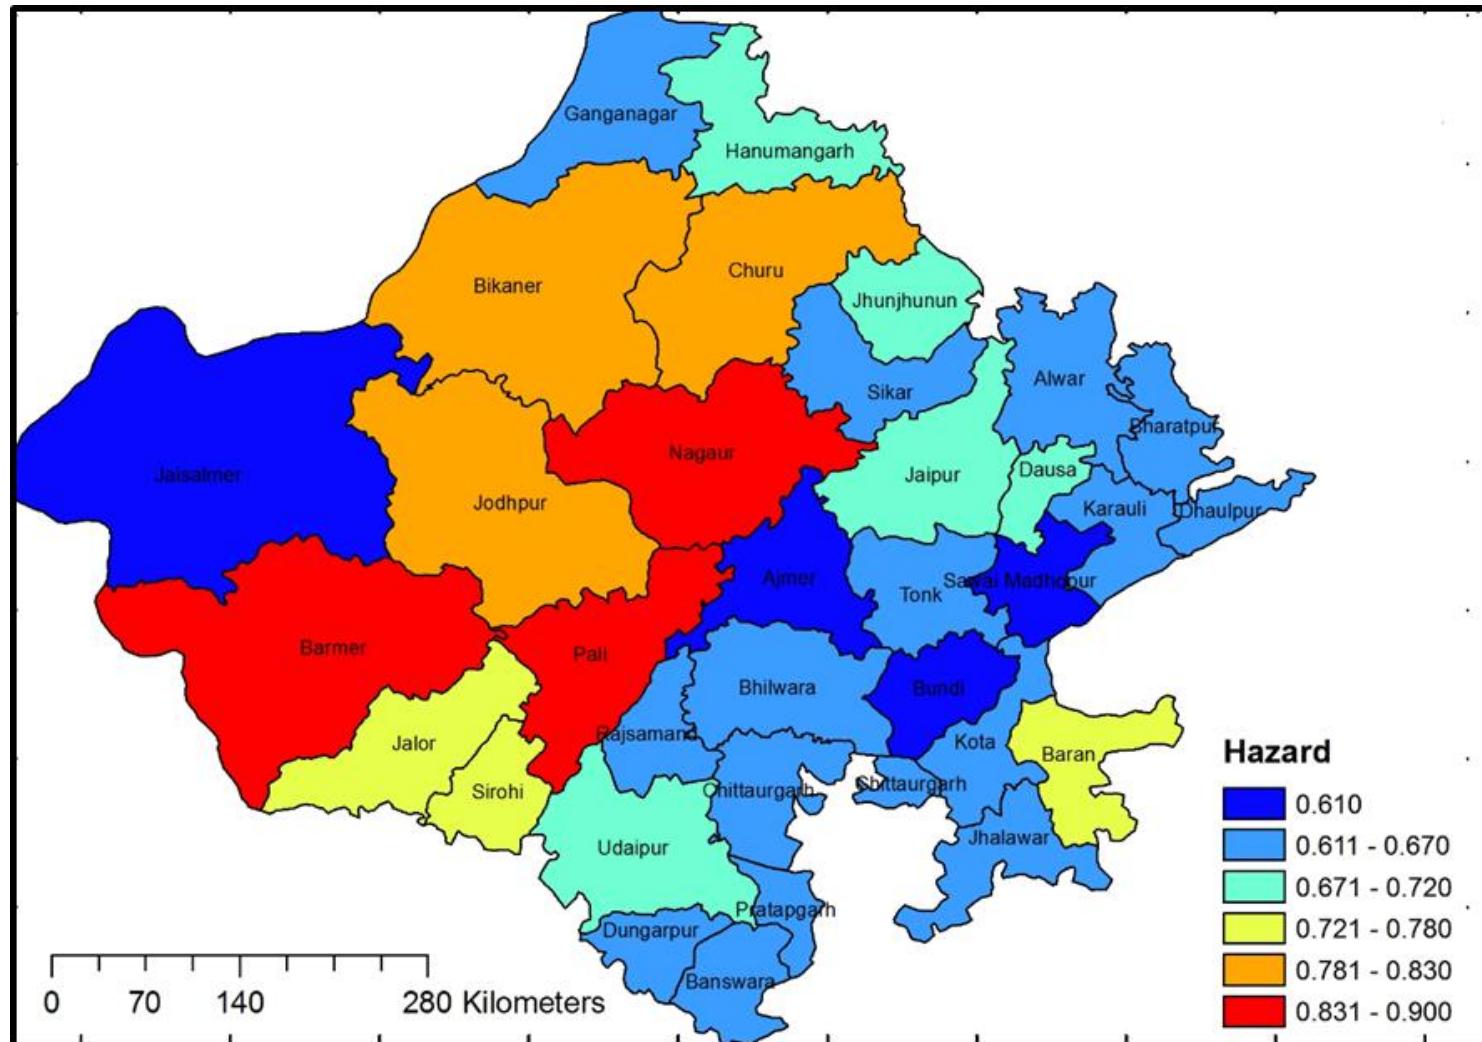 Ganganagar
Hanumangarh
Bikaner
Churu
Jhunjhunun
Sikar
Alwar
Bharatpur
Jaisalmer
Nagaur
Jaipur
Dausa
Jodhpur
Karauli
Dhaulpur
Ajmer
Tonk
Sawai Madhopur
Barmer
Pali
Bhilwara
Bundi
Rajsamand
Jalor
Kota
Baran
Sirohi
Chittaurgarh
Chittaurgarh
Udaipur
Jhalawar
Pratapgarh
Dungarpur
Banswara
Hazard
0.610
0.611 - 0.670
0.671 - 0.720
0.721 - 0.780
0.781 - 0.830
0.831 - 0.900
0 70 140 280 Kilometers